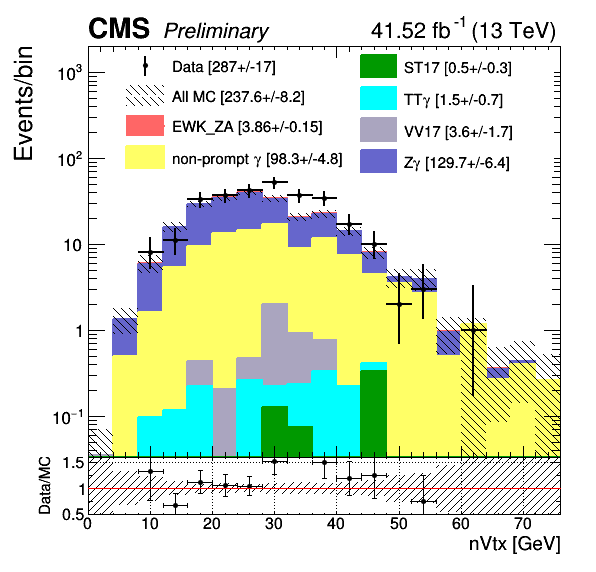 CMS Preliminary 41.52 fb⁻¹ (13 TeV)
Events/bin
10³
10²
10
1
10⁻¹
Data [287+/-17]
All MC [237.6+/-8.2]
EWK_ZA [3.86+/-0.15]
non-prompt γ [98.3+/-4.8]
ST17 [0.5+/-0.3]
TTγ [1.5+/-0.7]
VV17 [3.6+/-1.7]
Zγ [129.7+/-6.4]
Data/MC
1.5
1
0.5
0 10 20 30 40 50 60 70
nVtx [GeV]